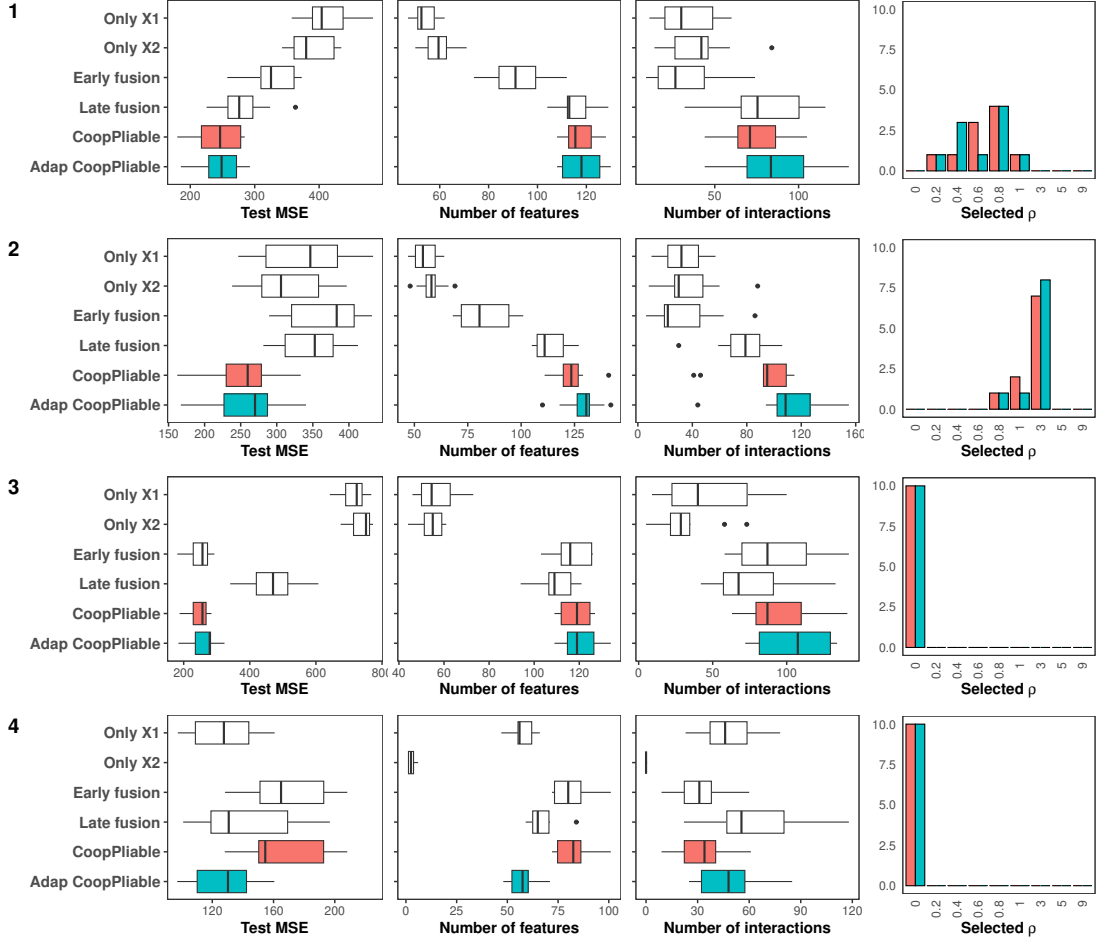 1
Only X1
Only X2
Early fusion
Late fusion
CoopPliable
Adap CoopPliable
200 300 400
Test MSE
60 80 100 120
Number of features
50 100
Number of interactions
10.0
7.5
5.0
2.5
0.0
0 0.2 0.4 0.6 0.8 1 3 5 9
Selected ρ
2
Only X1
Only X2
Early fusion
Late fusion
CoopPliable
Adap CoopPliable
150 200 250 300 350 400
Test MSE
50 75 100 125
Number of features
0 40 80 120 160
Number of interactions
10.0
7.5
5.0
2.5
0.0
0 0.2 0.4 0.6 0.8 1 3 5 9
Selected ρ
3
Only X1
Only X2
Early fusion
Late fusion
CoopPliable
Adap CoopPliable
200 400 600 80
Test MSE
40 60 80 100 120
Number of features
0 50 100
Number of interactions
10.0
7.5
5.0
2.5
0.0
0 0.2 0.4 0.6 0.8 1 3 5 9
Selected ρ
4
Only X1
Only X2
Early fusion
Late fusion
CoopPliable
Adap CoopPliable
120 160 200
Test MSE
0 25 50 75 100
Number of features
0 30 60 90 120
Number of interactions
10.0
7.5
5.0
2.5
0.0
0 0.2 0.4 0.6 0.8 1 3 5 9
Selected ρ